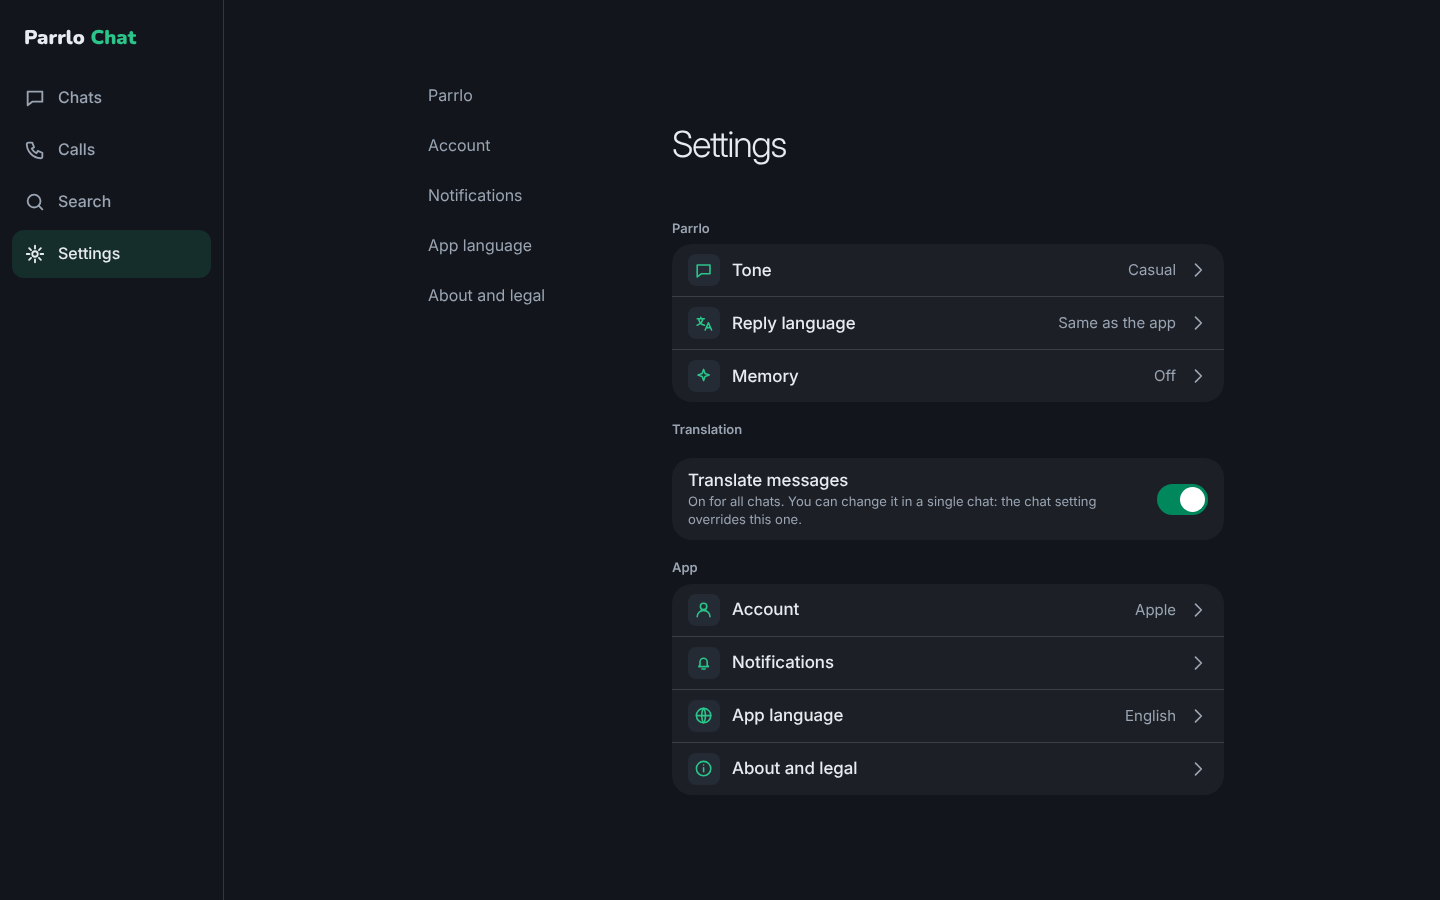 Parrlo Chat
Chats
Calls
Search
Settings
Parrlo
Account
Notifications
App language
About and legal
Settings
Parrlo
Tone Casual
Reply language Same as the app
Memory Off
Translation
Translate messages
On for all chats. You can change it in a single chat: the chat setting
overrides this one.
App
Account Apple
Notifications
App language English
About and legal